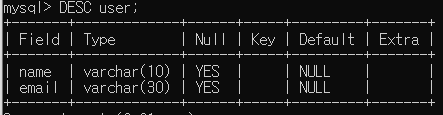 mysql> DESC user;
+-------+-------------+------+-----+---------+-------+
| Field | Type        | Null | Key | Default | Extra |
+-------+-------------+------+-----+---------+-------+
| name  | varchar(10) | YES  |     | NULL    |       |
| email | varchar(30) | YES  |     | NULL    |       |
+-------+-------------+------+-----+---------+-------+